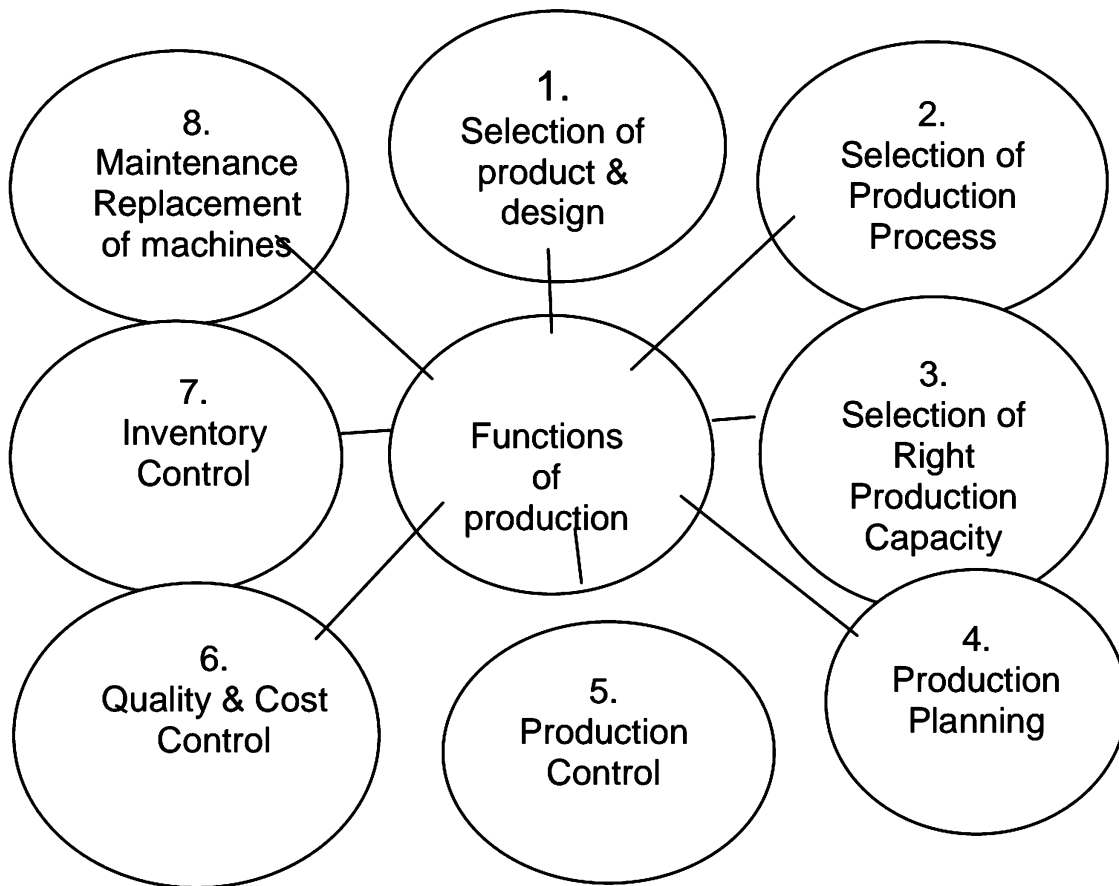 1.
Selection of
product &
design
2.
Selection of
Production
Process
3.
Selection of
Right
Production
Capacity
4.
Production
Planning
5.
Production
Control
6.
Quality & Cost
Control
7.
Inventory
Control
8.
Maintenance
Replacement
of machines
Functions
of
production